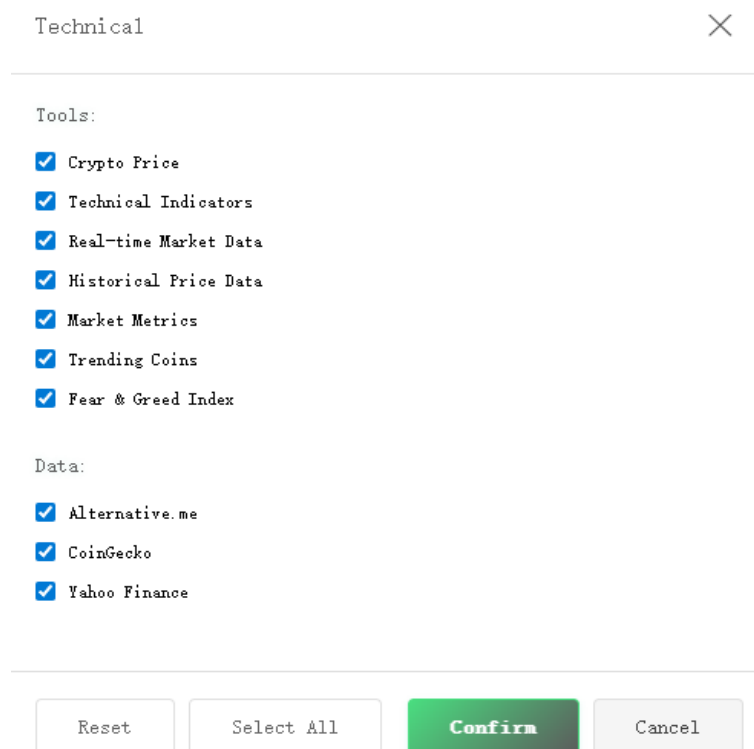 Technical
Tools:
Crypto Price
Technical Indicators
Real-time Market Data
Historical Price Data
Market Metrics
Trending Coins
Fear & Greed Index
Data:
Alternative.me
CoinGecko
Yahoo Finance
Reset Select All Confirm Cancel